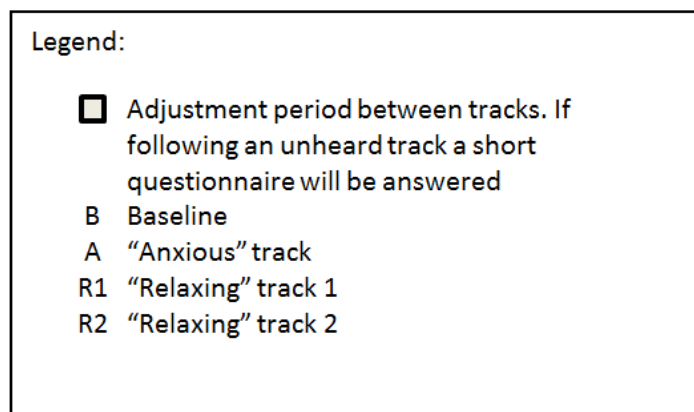 Legend:
Adjustment period between tracks. If
following an unheard track a short
questionnaire will be answered
B Baseline
A “Anxious” track
R1 “Relaxing” track 1
R2 “Relaxing” track 2